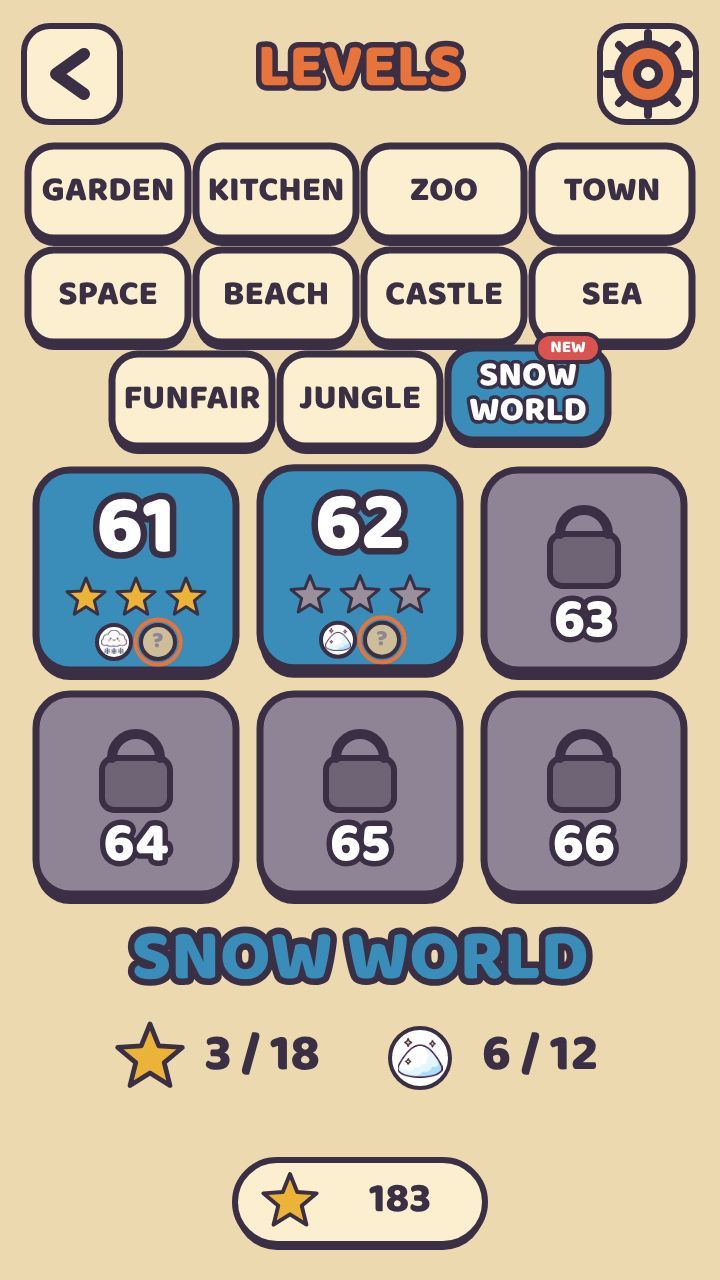 LEVELS
GARDEN KITCHEN ZOO TOWN
SPACE BEACH CASTLE SEA
FUNFAIR JUNGLE NEW
SNOW
WORLD
61 62 63
? ?
64 65 66
SNOW WORLD
3 / 18 6 / 12
183